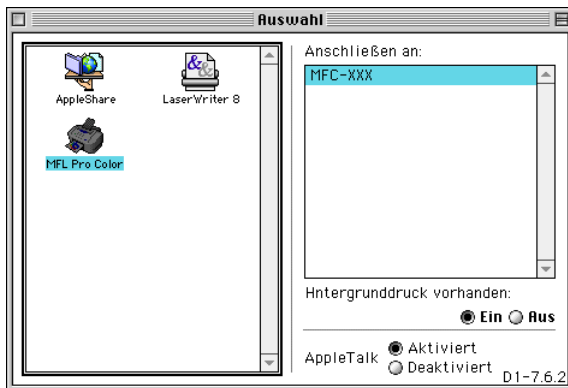 Auswahl
AppleShare
LaserWriter 8
MFL Pro Color
Anschließen an:
MFC-XXX
Hntergrunddruck vorhanden:
Ein Aus
AppleTalk
Aktiviert
Deaktiviert
D1-7.6.2